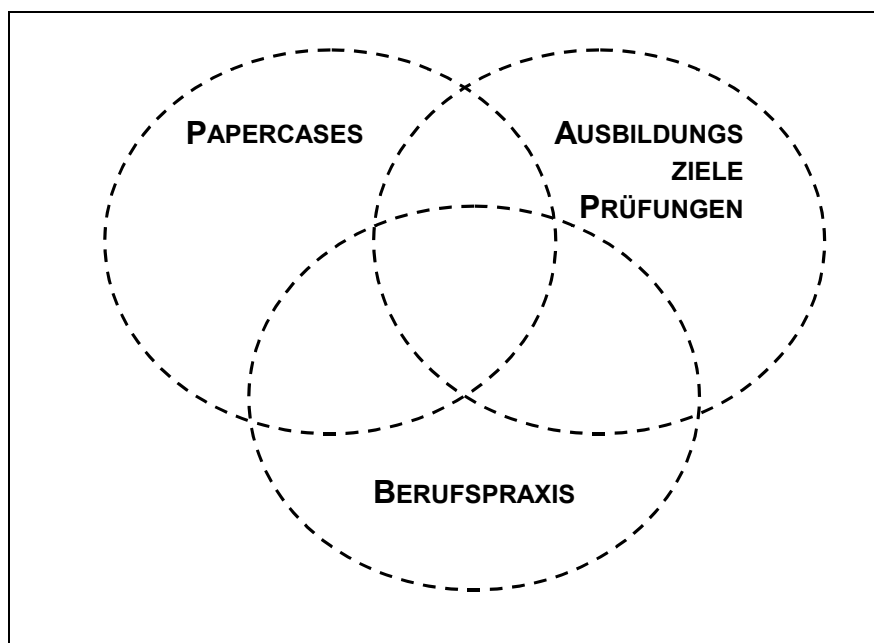 PAPERCASES
AUSBILDUNGS
ZIELE
PRÜFUNGEN
BERUFSPRAXIS